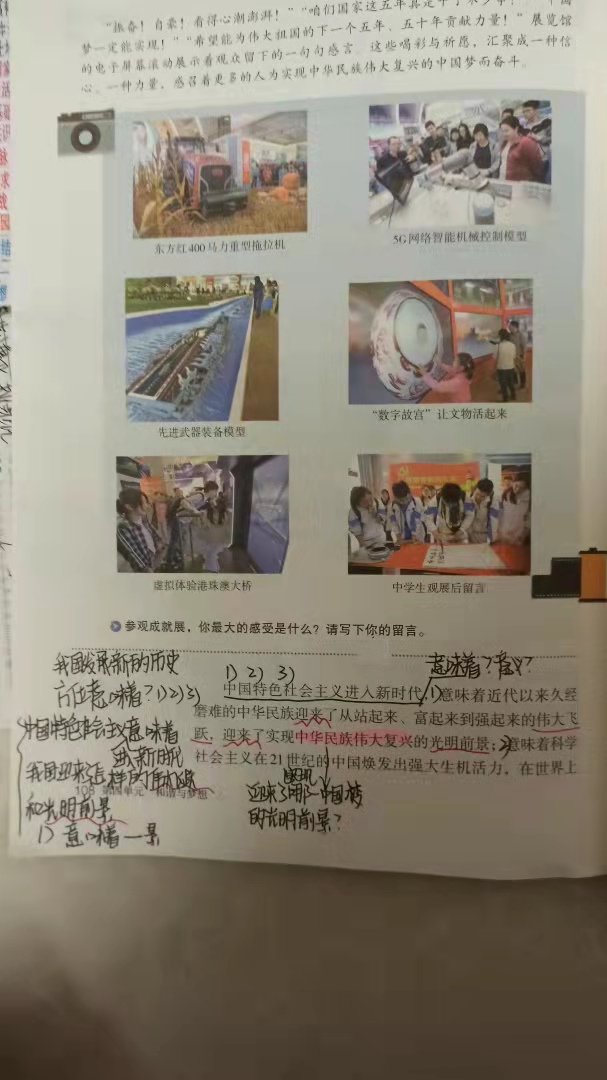 “振奋！自豪！看得心潮澎湃！”“咱们国家这五年真是
梦一定能实现！”“希望能为伟大祖国的下一个五年、五十年贡献力量！”展览馆
的电子屏幕滚动展示着观众留下的一句句感言。这些喝彩与祈愿，汇聚成一种信
心、一种力量，感召着更多的人为实现中华民族伟大复兴的中国梦而奋斗。
东方红400马力重型拖拉机
5G网络智能机械控制模型
先进武器装备模型
“数字故宫”让文物活起来
虚拟体验港珠澳大桥
中学生观展后留言
参观成就展，你最大的感受是什么？请写下你的留言。
我国发展新的历史
方位意味着？1)2)3)
1) 2) 3)
意味着？意义？
中国特色社会主义进入新时代，1)意味着近代以来久经
磨难的中华民族迎来了从站起来、富起来到强起来的伟大飞
跃，迎来了实现中华民族伟大复兴的光明前景；2)意味着科学
社会主义在21世纪的中国焕发出强大生机活力，在世界上
中国特色社会主义意味着
进入新时代
我国迎来了怎样的
和光明前景
1) 意味着—景
108 第四单元 和谐与梦想
迎来了
中国梦
的光明前景？